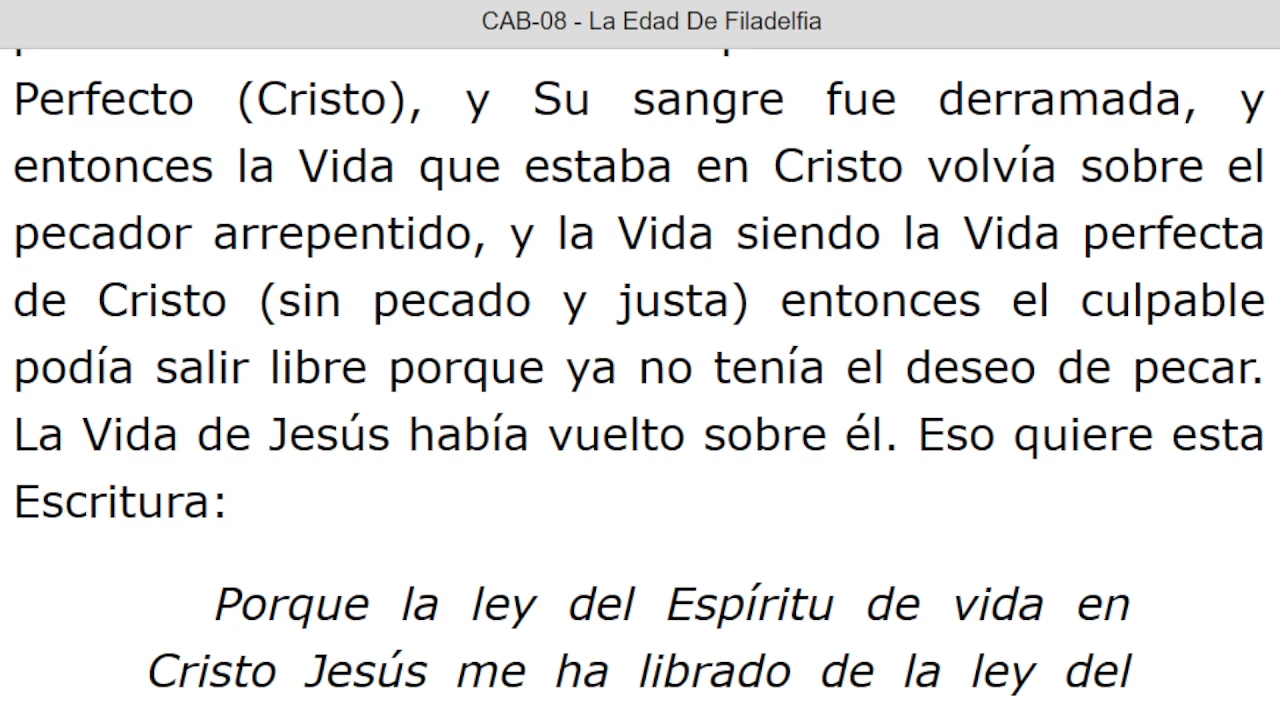 CAB-08 - La Edad De Filadelfia
Perfecto (Cristo), y Su sangre fue derramada, y
entonces la Vida que estaba en Cristo volvía sobre el
pecador arrepentido, y la Vida siendo la Vida perfecta
de Cristo (sin pecado y justa) entonces el culpable
podía salir libre porque ya no tenía el deseo de pecar.
La Vida de Jesús había vuelto sobre él. Eso quiere esta
Escritura:
Porque la ley del Espíritu de vida en
Cristo Jesús me ha librado de la ley del